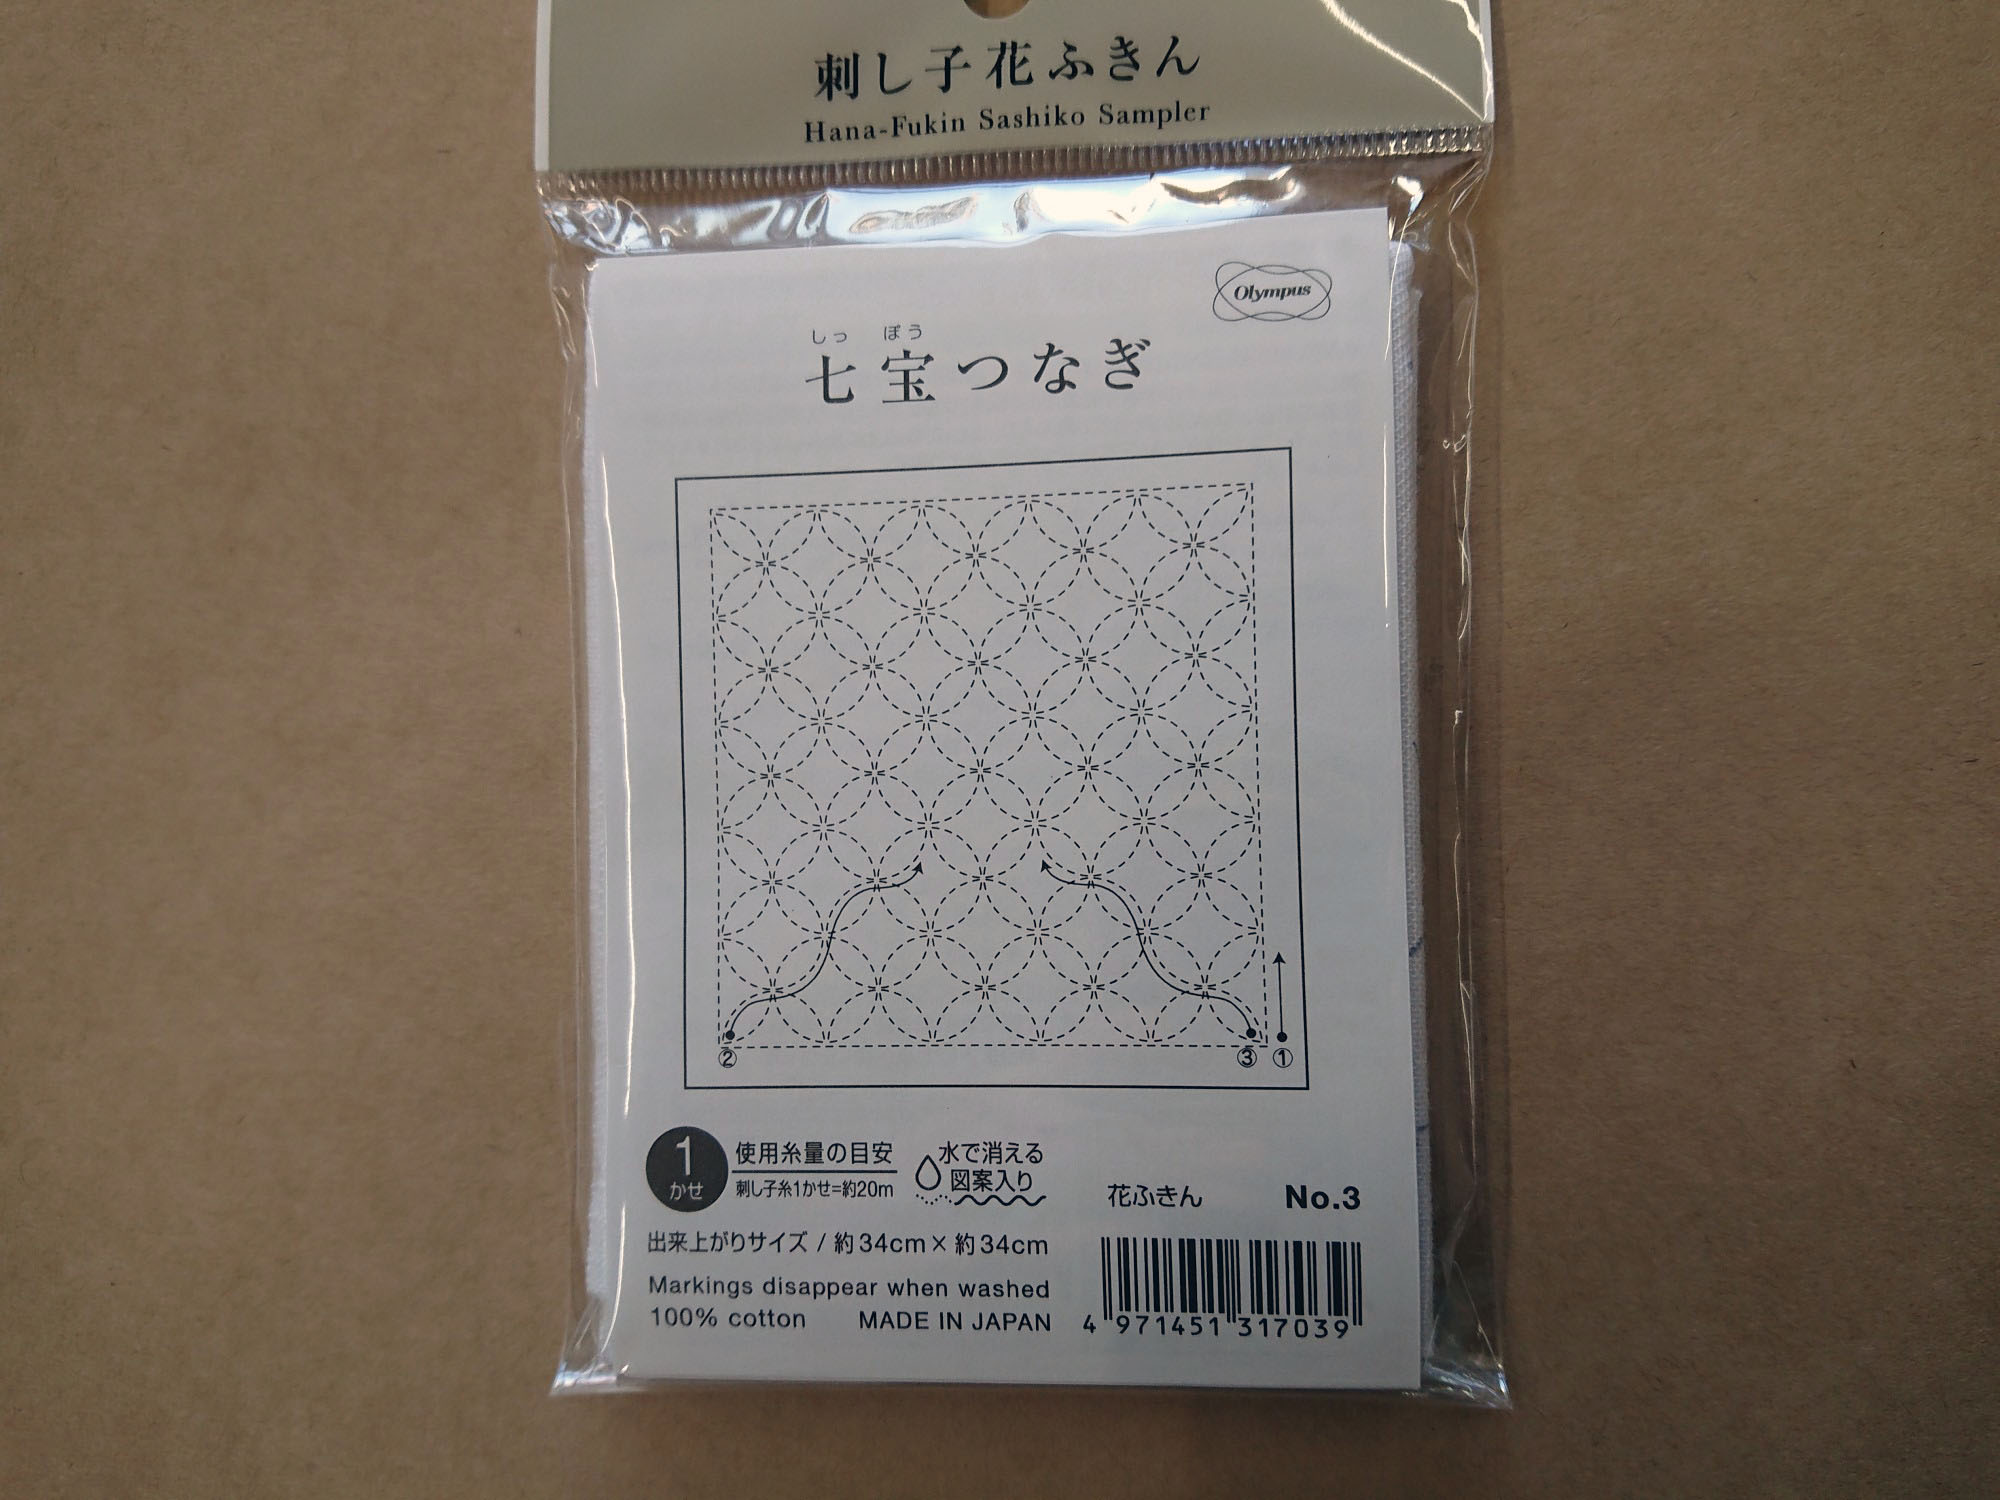 刺し子花ふきん
Hana-Fukin Sashiko Sampler
Olympus
しっ ぽう
七宝つなぎ
② ③ ①
1
かせ
使用糸量の目安
刺し子糸1かせ=約20m
水で消える
図案入り
花ふきん No.3
出来上がりサイズ / 約34cm×約34cm
Markings disappear when washed
100% cotton MADE IN JAPAN
4 971451 317039